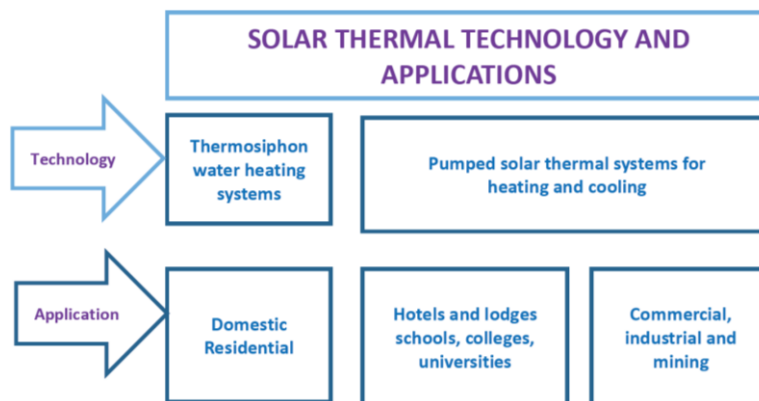 SOLAR THERMAL TECHNOLOGY AND
APPLICATIONS
Technology
Thermosiphon
water heating
systems
Pumped solar thermal systems for
heating and cooling
Application
Domestic
Residential
Hotels and lodges
schools, colleges,
universities
Commercial,
industrial and
mining